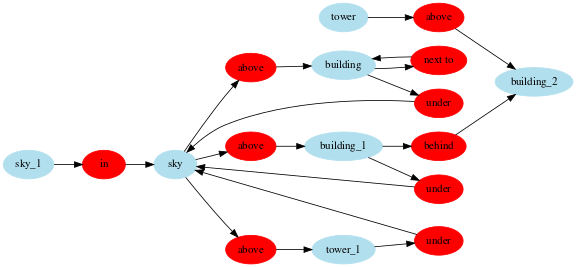 tower
above
above
building
next to
building_2
under
above
building_1
behind
sky_1
in
sky
under
above
tower_1
under